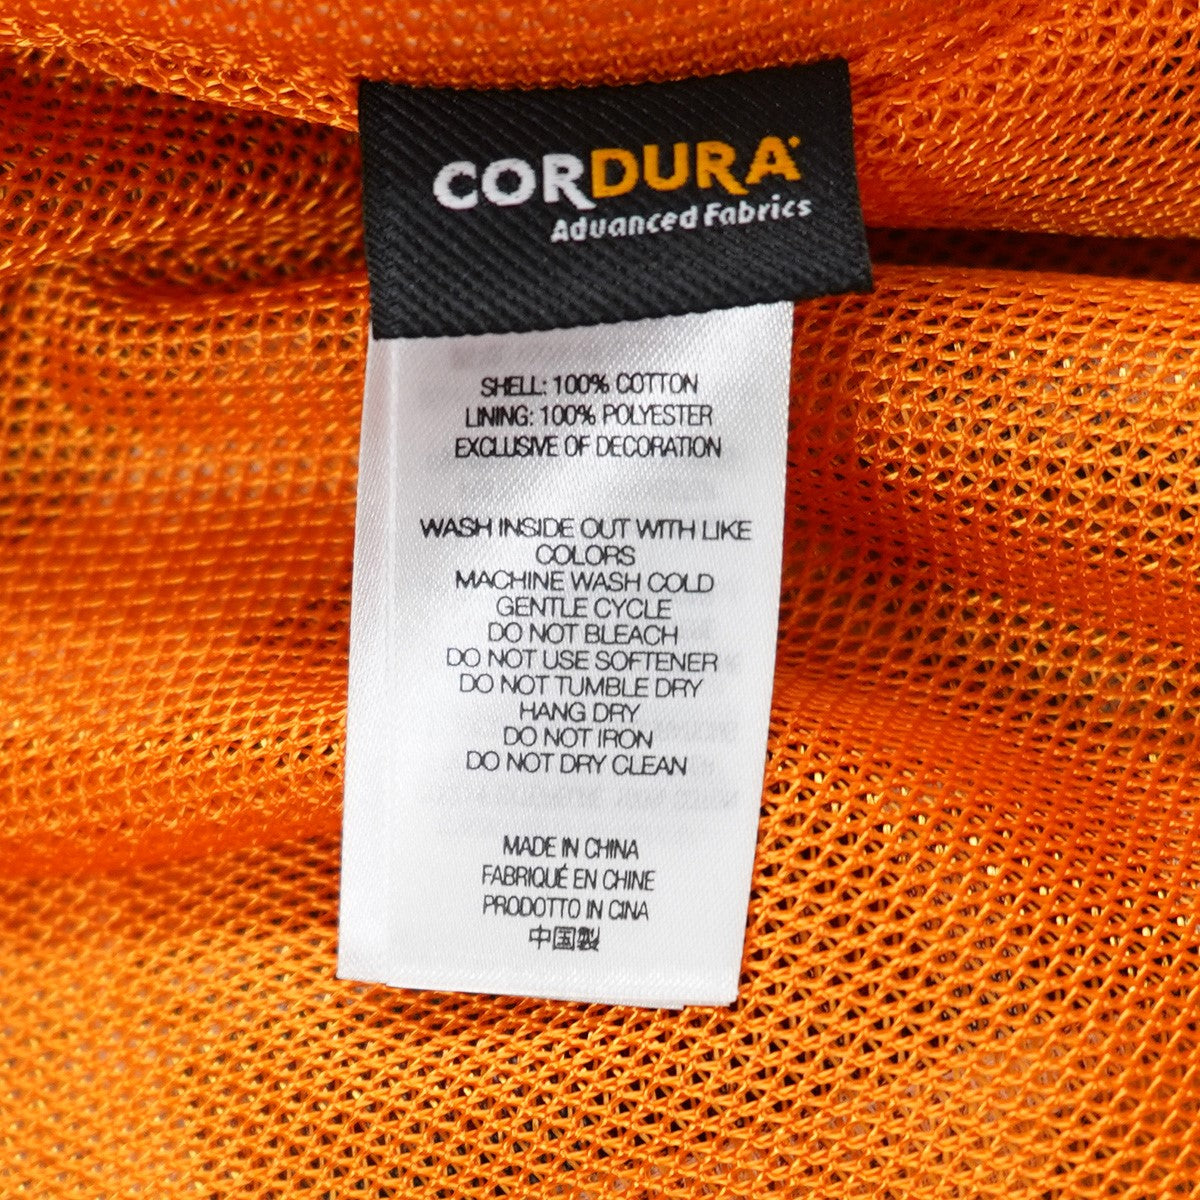 CORDURA®
Advanced Fabrics
SHELL: 100% COTTON
LINING: 100% POLYESTER
EXCLUSIVE OF DECORATION
WASH INSIDE OUT WITH LIKE
COLORS
MACHINE WASH COLD
GENTLE CYCLE
DO NOT BLEACH
DO NOT USE SOFTENER
DO NOT TUMBLE DRY
HANG DRY
DO NOT IRON
DO NOT DRY CLEAN
MADE IN CHINA
FABRIQUÉ EN CHINE
PRODOTTO IN CINA
中国製